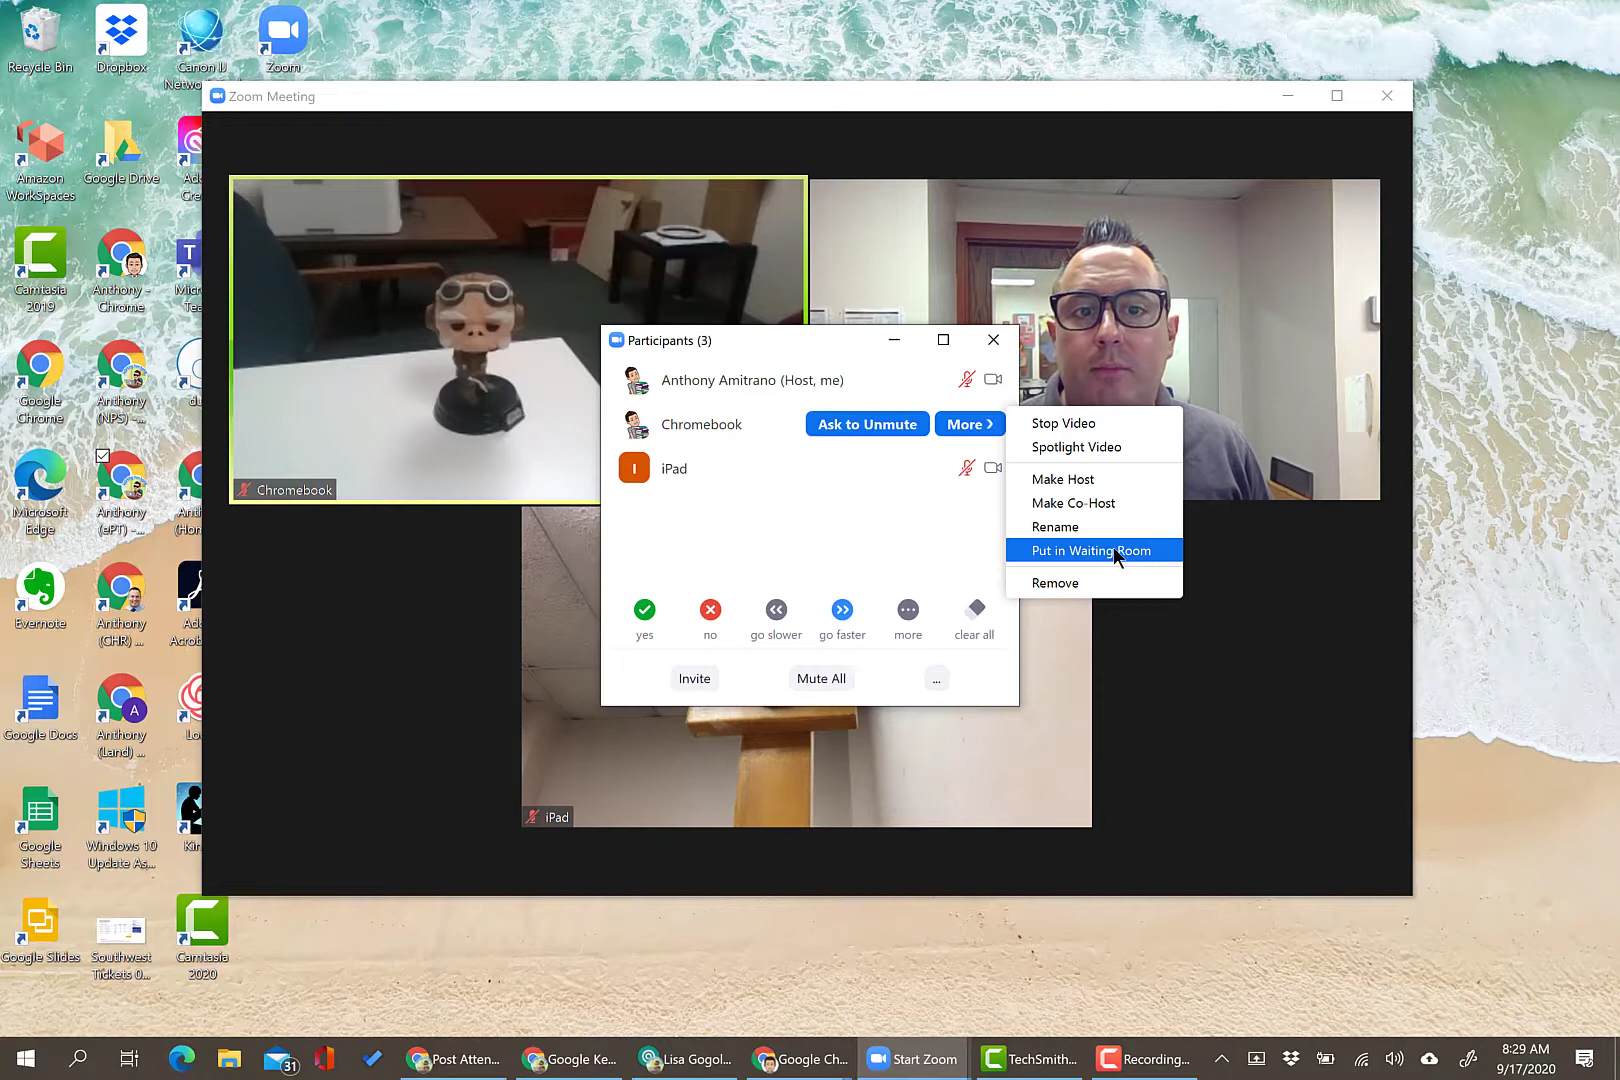 Recycle Bin
Dropbox
Canon IJ
Netwo
Zoom
Zoom Meeting
Amazon
WorkSpaces
Google Drive
Camtasia
2019
Anthony -
Chrome
Google
Chrome
Anthony
(NPS) -...
Microsoft
Edge
Anthony
(ePT) -...
Evernote
Anthony
(CHR) ...
Google Docs
Anthony
(Land) ...
Google
Sheets
Windows 10
Update As...
Google Slides
Southwest
Tickets 0...
Camtasia
2020
Chromebook
iPad
Participants (3)
Anthony Amitrano (Host, me)
Chromebook
Ask to Unmute
More
I
iPad
yes
no
go slower
go faster
more
clear all
Invite
Mute All
...
Stop Video
Spotlight Video
Make Host
Make Co-Host
Rename
Put in Waiting Room
Remove
31
Post Atten...
Google Ke...
Lisa Gogol...
Google Ch...
Start Zoom
TechSmith...
Recording...
8:29 AM
9/17/2020